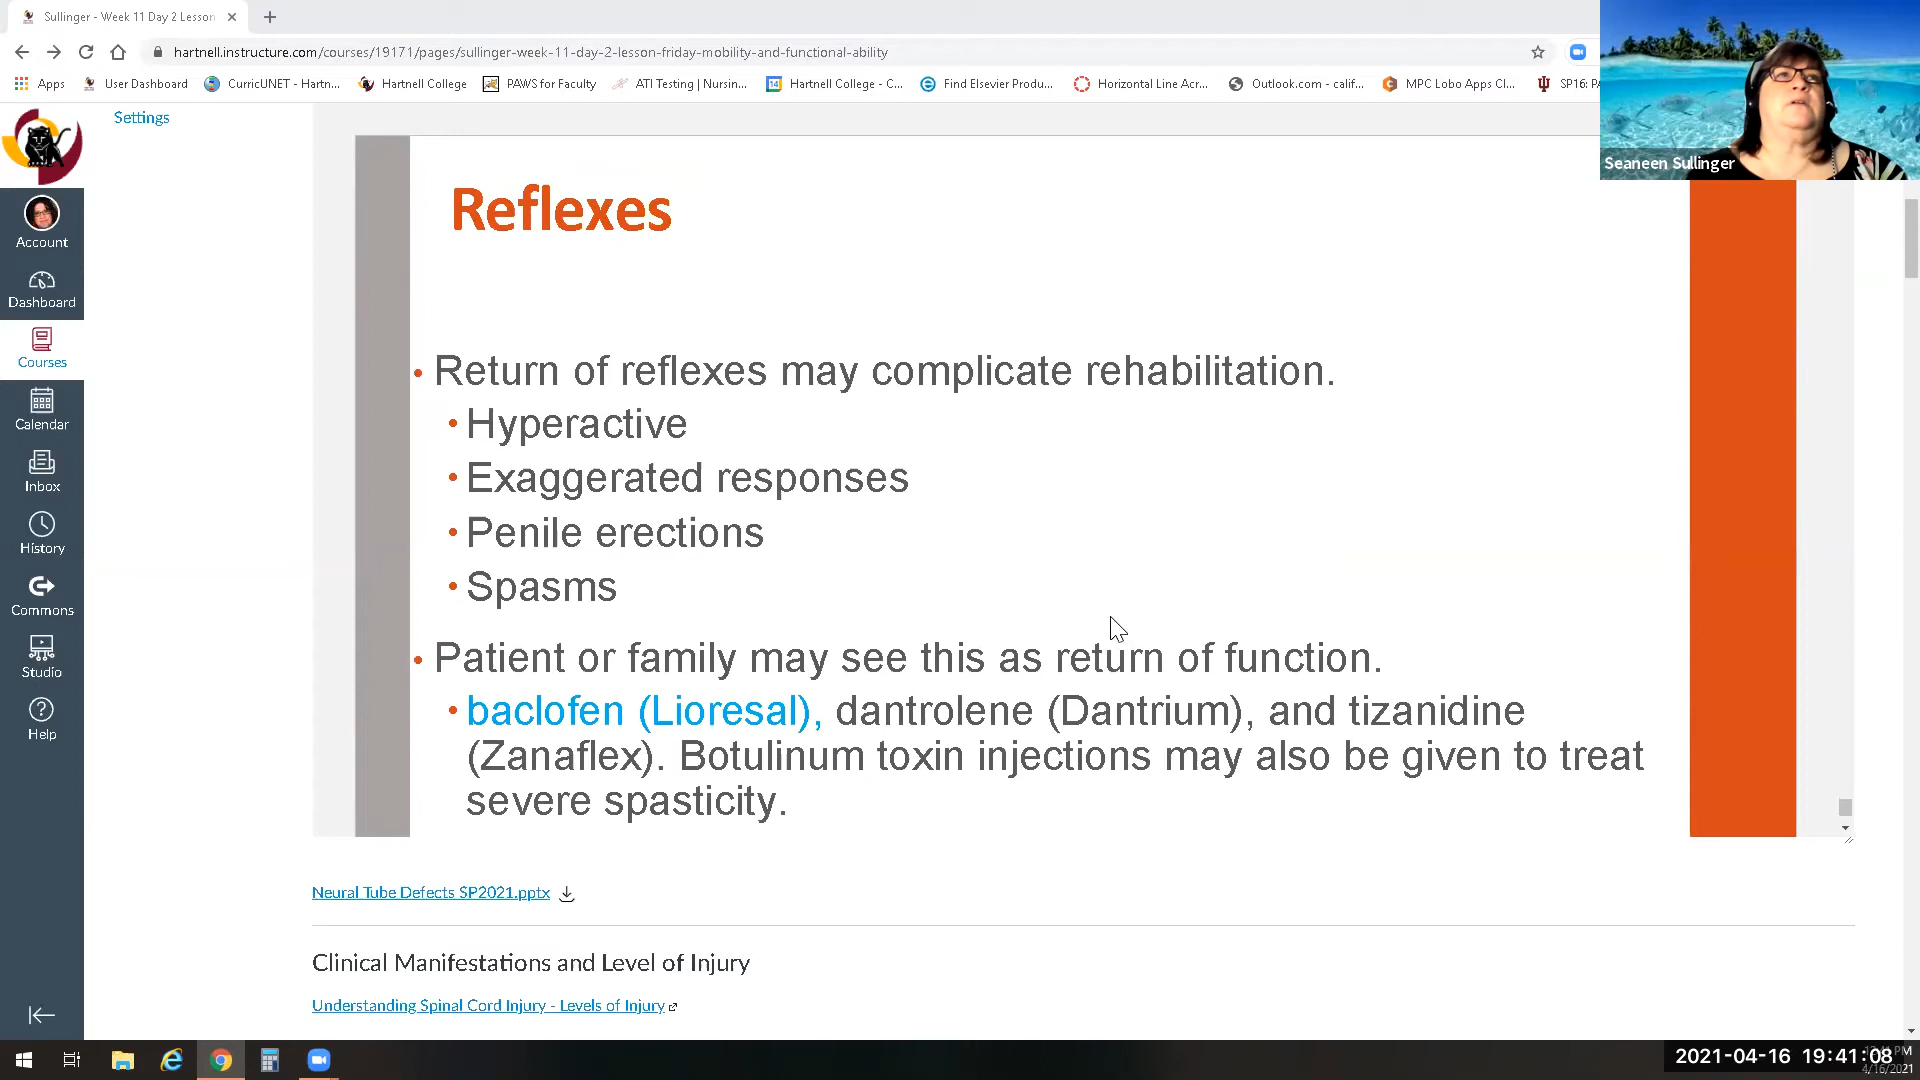 Sullinger - Week 11 Day 2 Lesson
hartnell.instructure.com/courses/19171/pages/sullinger-week-11-day-2-lesson-friday-mobility-and-functional-ability
Apps
User Dashboard
CurricUNET - Hartn...
Hartnell College
PAWS for Faculty
ATI Testing | Nursin...
Hartnell College - C...
Find Elsevier Produ...
Horizontal Line Acr...
Outlook.com - calif...
MPC Lobo Apps Cl...
Seaneen Sullinger
Settings
Account
Dashboard
Courses
Calendar
Inbox
History
Commons
Studio
Help
Reflexes
• Return of reflexes may complicate rehabilitation.
• Hyperactive
• Exaggerated responses
• Penile erections
• Spasms
• Patient or family may see this as return of function.
• baclofen (Lioresal), dantrolene (Dantrium), and tizanidine
(Zanaflex). Botulinum toxin injections may also be given to treat
severe spasticity.
Neural Tube Defects SP2021.pptx
Clinical Manifestations and Level of Injury
Understanding Spinal Cord Injury - Levels of Injury
2021-04-16 19:41:08
4/16/2021